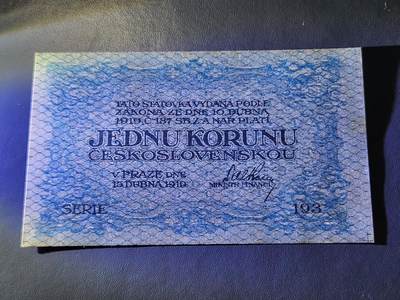 TATO STÁTOVKA VYDANÁ PODLE
ZÁKONA ZE DNE 10. DUBNA
1919, Č. 187 SB. Z. A NAŘ. PLATÍ
JEDNU KORUNU
ČESKOSLOVENSKOU
V PRAZE DNE
15. DUBNA 1919
MINISTR FINANCÍ
SERIE 193